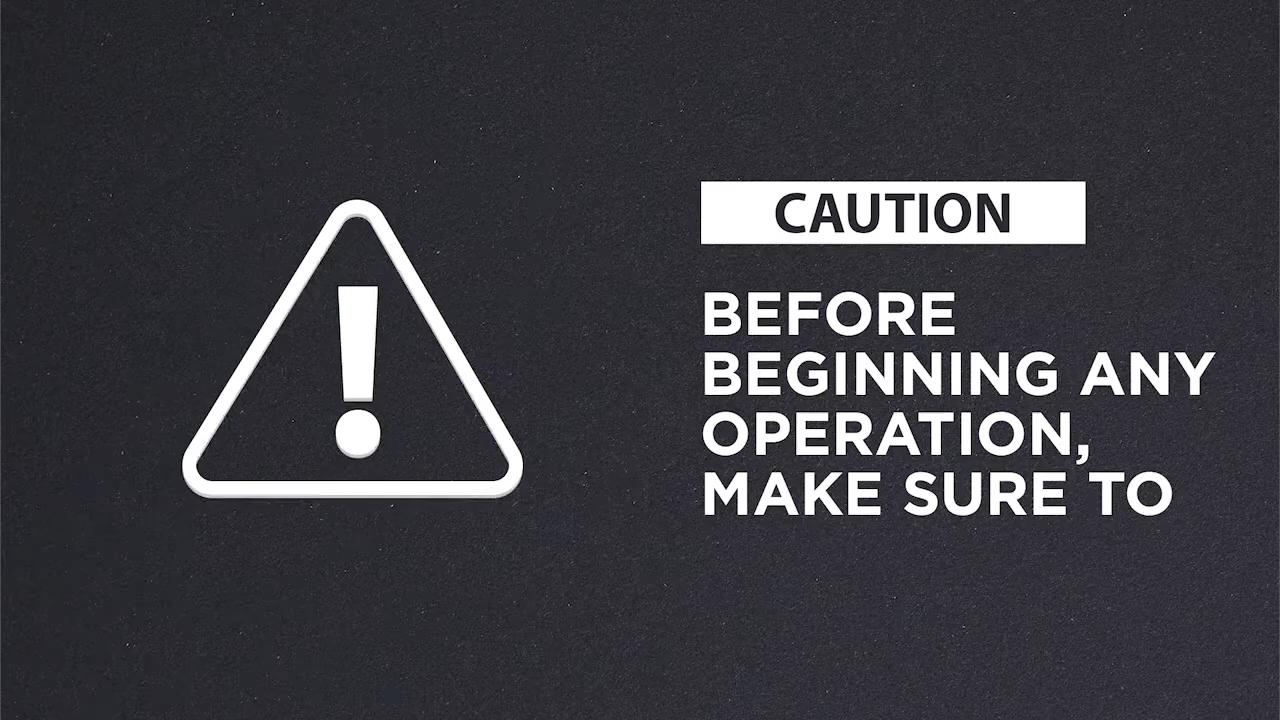 CAUTION
BEFORE
BEGINNING ANY
OPERATION,
MAKE SURE TO